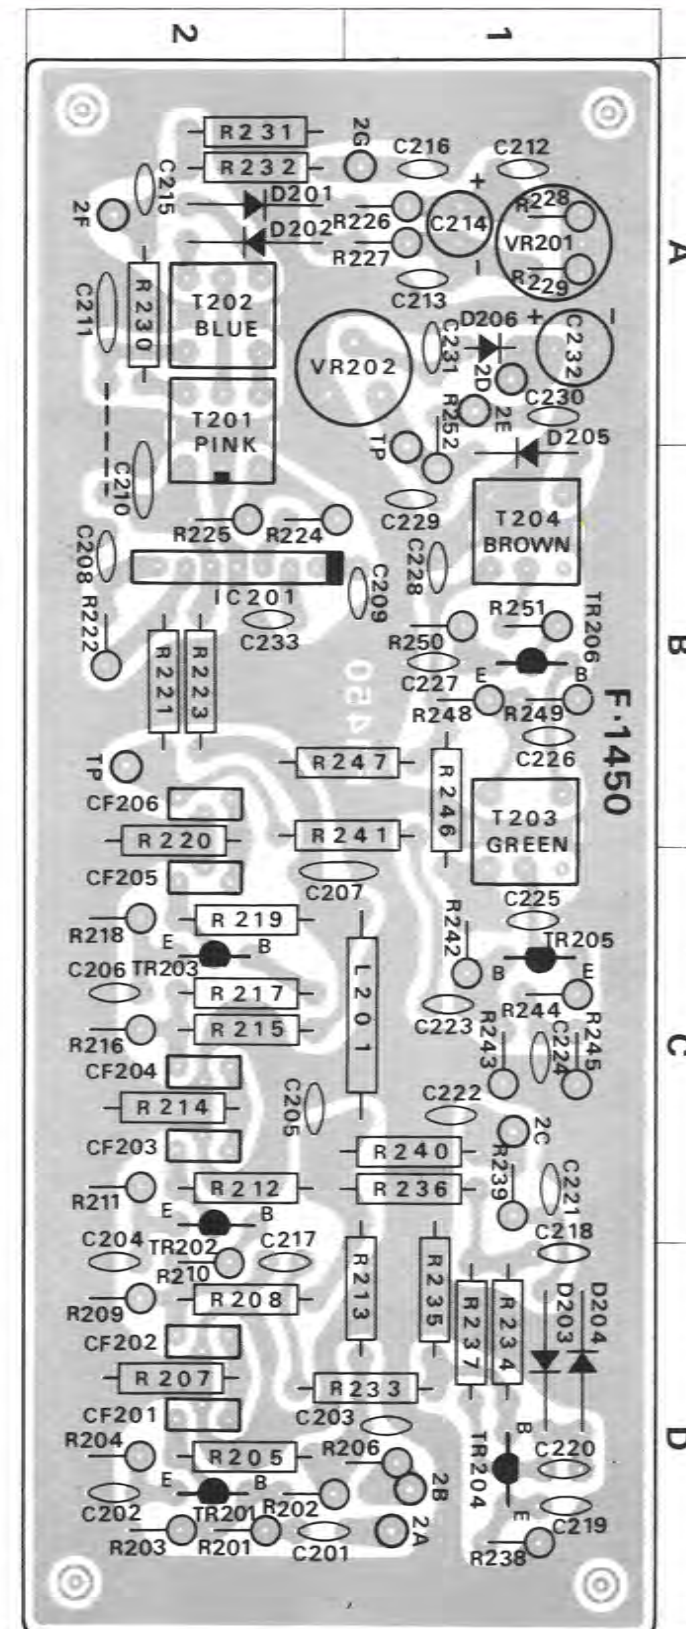 2
1
R231
2G
C216
C212
R232
C215
D201
R228
2F
R226
+
C214
D202
VR201
R227
-
R229
C213
A
R230
T202
BLUE
C211
D206
+
-
C231
C232
VR202
2D
C230
T201
PINK
TP
R252
2E
D205
C210
C229
T204
BROWN
R225
R224
C208
C228
IC201
C209
TR206
R222
C233
R250
R251
B
R221
R223
C227
E
B
450
R248
R249
F-1450
C226
TP
R247
R246
CF206
T203
GREEN
R220
R241
CF205
C207
C225
R219
R218
R242
E
B
TR205
C206
TR203
L201
B
E
R217
R244
C223
R215
R216
R243
C224
R245
C
CF204
C205
C222
R214
2C
CF203
R240
R239
R212
R236
C221
R211
E
B
C218
C204
TR202
C217
R210
R213
R235
R208
R209
R237
R234
D203
D204
CF202
R207
R233
CF201
C203
B
D
R204
R205
R206
TR204
C220
E
B
2B
C202
TR201
R202
E
C219
R203
R201
C201
2A
R238